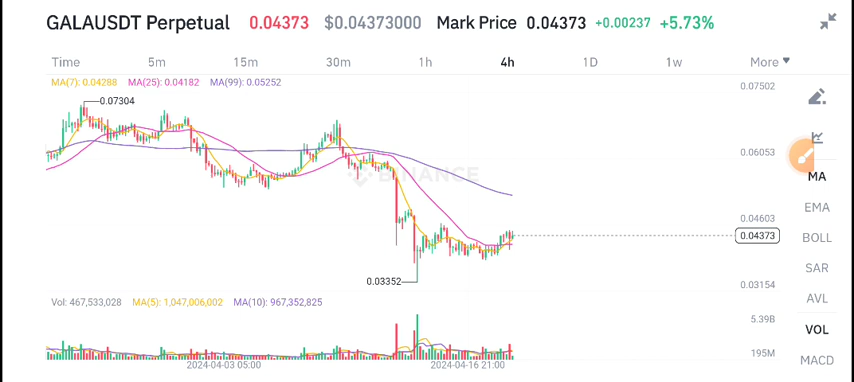 GALAUSDT Perpetual 0.04373 $0.04373000 Mark Price 0.04373 +0.00237 +5.73%
Time 5m 15m 30m 1h 4h 1D 1w More
MA(7): 0.04288 MA(25): 0.04182 MA(99): 0.05252
0.07502
0.07304
0.06053
BINANCE
0.04603
0.04373
0.03352
0.03154
Vol: 467,533,028 MA(5): 1,047,006,002 MA(10): 967,352,825
5.39B
195M
2024-04-03 05:00 2024-04-16 21:00
MA
EMA
BOLL
SAR
AVL
VOL
MACD